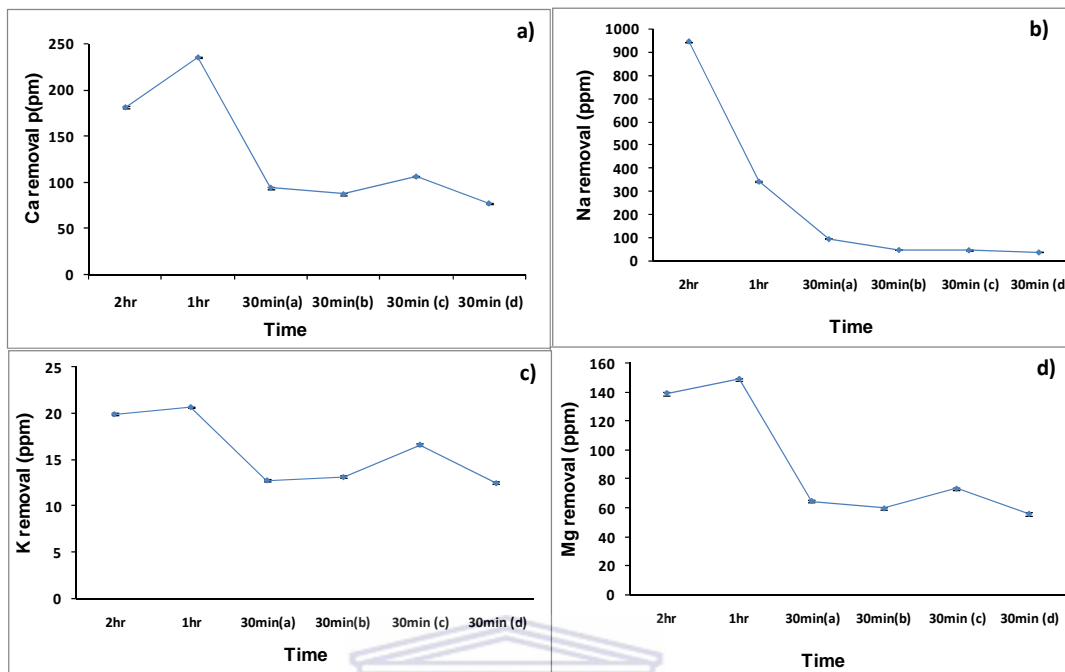 a)
Ca removal p(pm)
250
200
150
100
50
0
2hr 1hr 30min(a) 30min(b) 30min (c) 30min (d)
Time
b)
Na removal (ppm)
1000
900
800
700
600
500
400
300
200
100
0
2hr 1hr 30min(a) 30min(b) 30min (c) 30min (d)
Time
c)
K removal (ppm)
25
20
15
10
5
0
2hr 1hr 30min(a) 30min(b) 30min (c) 30min (d)
Time
d)
Mg removal (ppm)
160
140
120
100
80
60
40
20
0
2hr 1hr 30min(a) 30min(b) 30min (c) 30min (d)
Time